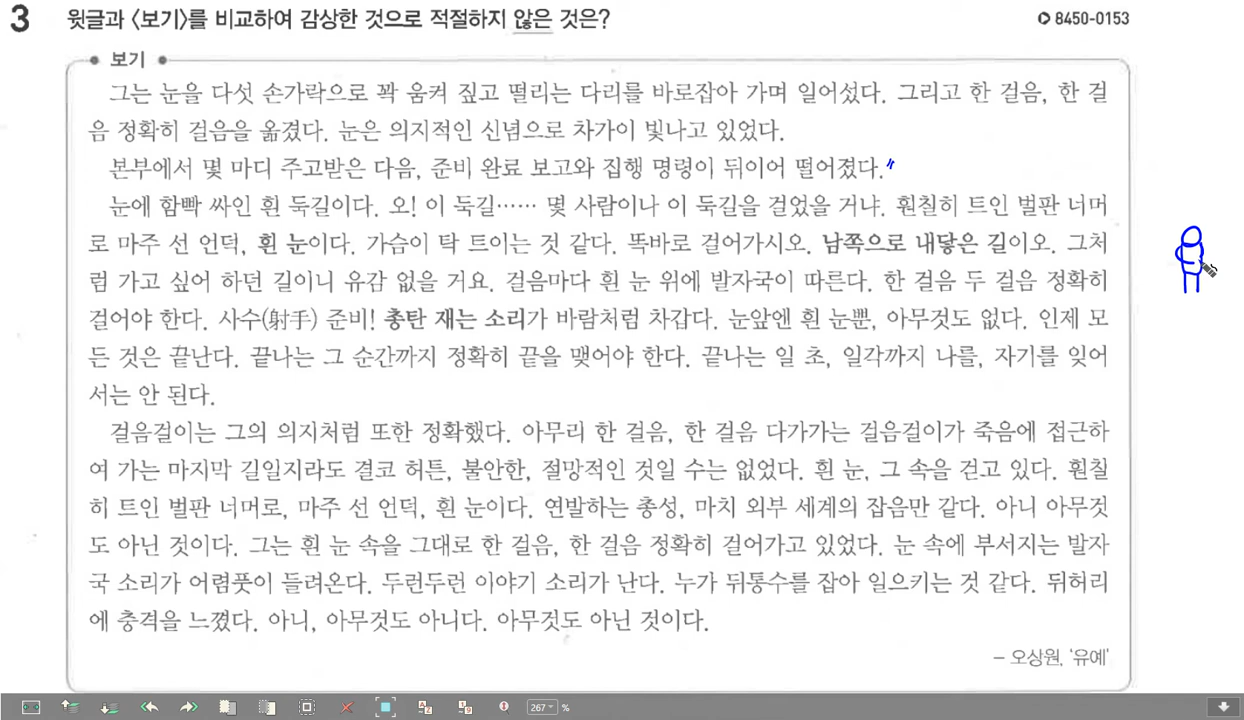 3 윗글과 〈보기〉를 비교하여 감상한 것으로 적절하지 않은 것은? 8450-0153
보기
그는 눈을 다섯 손가락으로 꽉 움켜 짚고 떨리는 다리를 바로잡아 가며 일어섰다. 그리고 한 걸음, 한 걸
음 정확히 걸음을 옮겼다. 눈은 의지적인 신념으로 차가이 빛나고 있었다.
본부에서 몇 마디 주고받은 다음, 준비 완료 보고와 집행 명령이 뒤이어 떨어졌다.
눈에 함빡 싸인 흰 둑길이다. 오! 이 둑길…… 몇 사람이나 이 둑길을 걸었을 거냐. 훤칠히 트인 벌판 너머
로 마주 선 언덕, 흰 눈이다. 가슴이 탁 트이는 것 같다. 똑바로 걸어가시오. 남쪽으로 내닿은 길이오. 그처
럼 가고 싶어 하던 길이니 유감 없을 거요. 걸음마다 흰 눈 위에 발자국이 따른다. 한 걸음 두 걸음 정확히
걸어야 한다. 사수(射手) 준비! 총탄 재는 소리가 바람처럼 차갑다. 눈앞엔 흰 눈뿐, 아무것도 없다. 인제 모
든 것은 끝난다. 끝나는 그 순간까지 정확히 끝을 맺어야 한다. 끝나는 일 초, 일각까지 나를, 자기를 잊어
서는 안 된다.
걸음걸이는 그의 의지처럼 또한 정확했다. 아무리 한 걸음, 한 걸음 다가가는 걸음걸이가 죽음에 접근하
여 가는 마지막 길일지라도 결코 허튼, 불안한, 절망적인 것일 수는 없었다. 흰 눈, 그 속을 걷고 있다. 훤칠
히 트인 벌판 너머로, 마주 선 언덕, 흰 눈이다. 연발하는 총성, 마치 외부 세계의 잡음만 같다. 아니 아무것
도 아닌 것이다. 그는 흰 눈 속을 그대로 한 걸음, 한 걸음 정확히 걸어가고 있었다. 눈 속에 부서지는 발자
국 소리가 어렴풋이 들려온다. 두런두런 이야기 소리가 난다. 누가 뒤통수를 잡아 일으키는 것 같다. 뒤허리
에 충격을 느꼈다. 아니, 아무것도 아니다. 아무것도 아닌 것이다.
– 오상원, '유예'
267 %